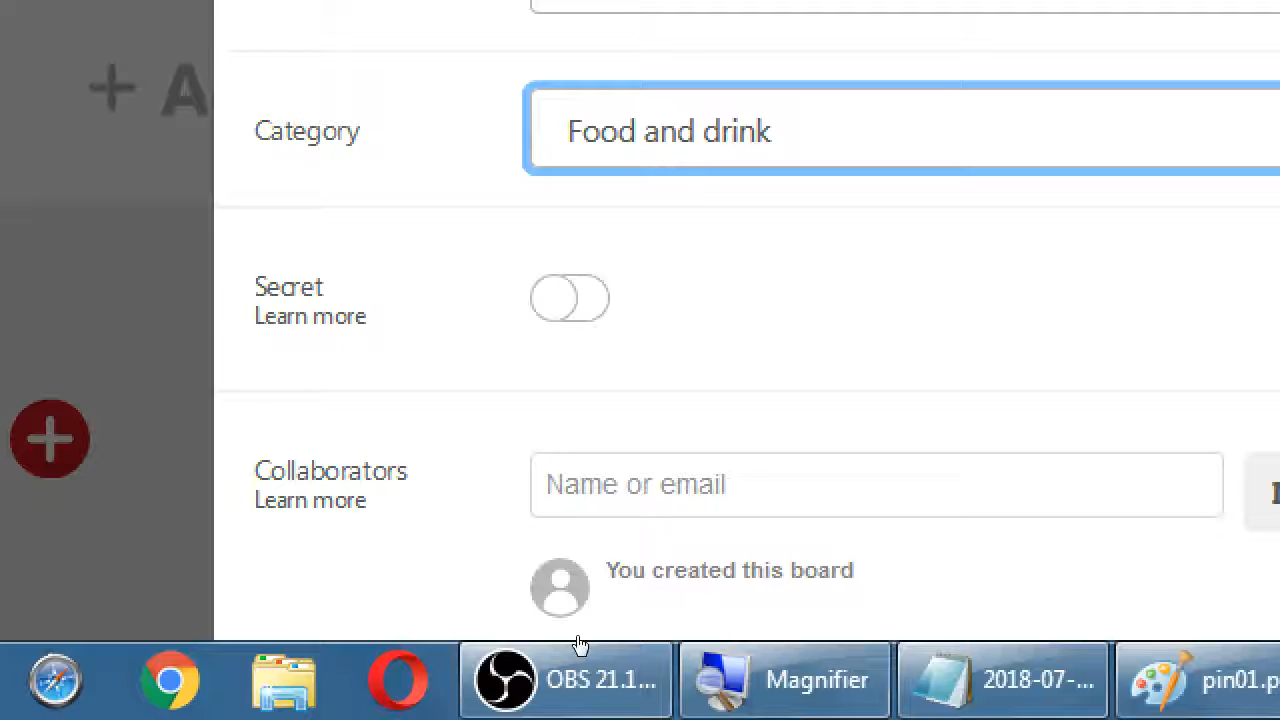 + A
Category
Food and drink
Secret
Learn more
Collaborators
Learn more
Name or email
You created this board
OBS 21.1...
Magnifier
2018-07-...
pin01.p